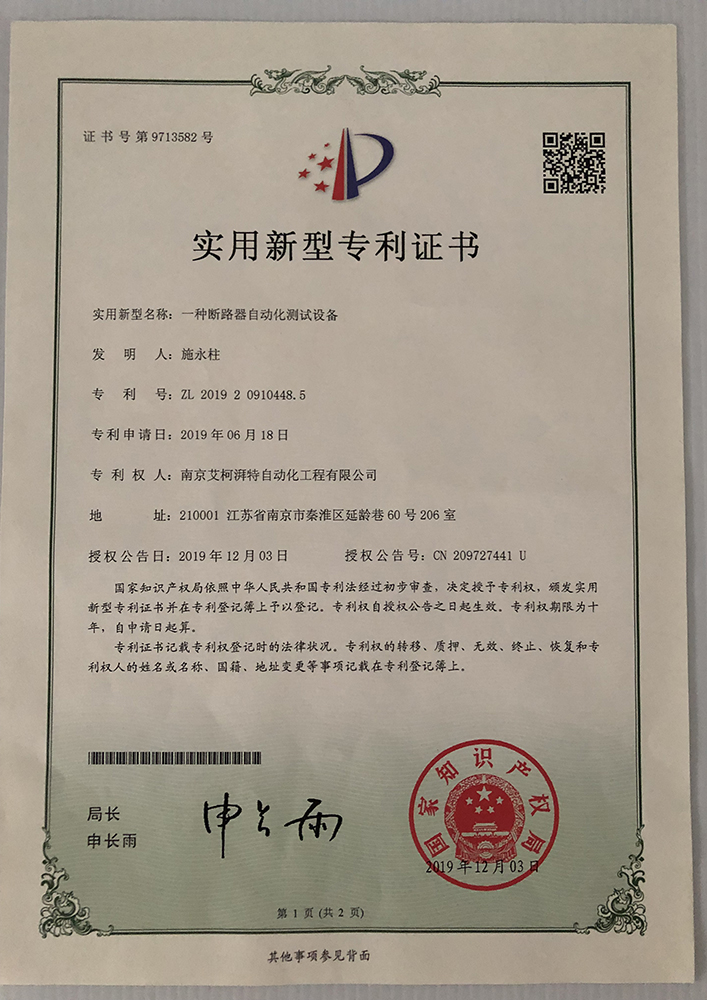 证书号第9713582号
实用新型专利证书
实用新型名称：一种断路器自动化测试设备
发明人：施永柱
专利号：ZL 2019 2 0910448.5
专利申请日：2019年06月18日
专利权人：南京艾柯湃特自动化工程有限公司
地址：210001 江苏省南京市秦淮区延龄巷60号206室
授权公告日：2019年12月03日 授权公告号：CN 209727441 U
国家知识产权局依照中华人民共和国专利法经过初步审查，决定授予专利权，颁发实用
新型专利证书并在专利登记簿上予以登记。专利权自授权公告之日起生效。专利权期限为十
年，自申请日起算。
专利证书记载专利权登记时的法律状况。专利权的转移、质押、无效、终止、恢复和专
利权人的姓名或名称、国籍、地址变更等事项记载在专利登记簿上。
局长
申长雨
申长雨
国家知识产权局
2019年12月03日
第 1 页 (共 2 页)
其他事项参见背面